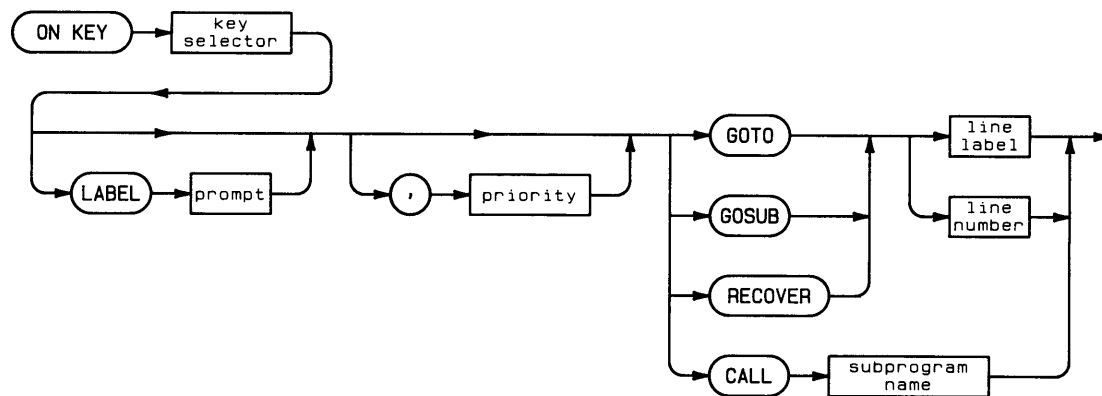 ON KEY
key
selector
LABEL
prompt
,
priority
GOTO
GOSUB
RECOVER
CALL
subprogram
name
line
label
line
number